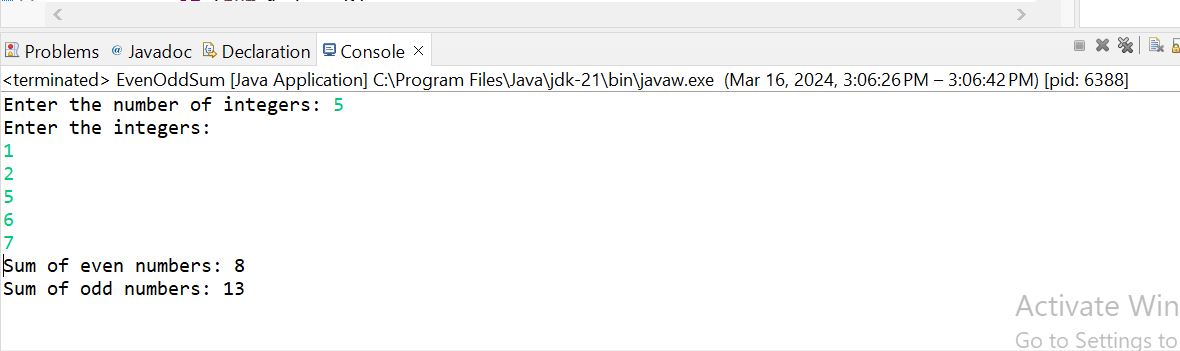 Problems @ Javadoc Declaration Console
<terminated> EvenOddSum [Java Application] C:\Program Files\Java\jdk-21\bin\javaw.exe (Mar 16, 2024, 3:06:26 PM – 3:06:42 PM) [pid: 6388]
Enter the number of integers: 5
Enter the integers:
1
2
5
6
7
Sum of even numbers: 8
Sum of odd numbers: 13
Activate Win
Go to Settings to